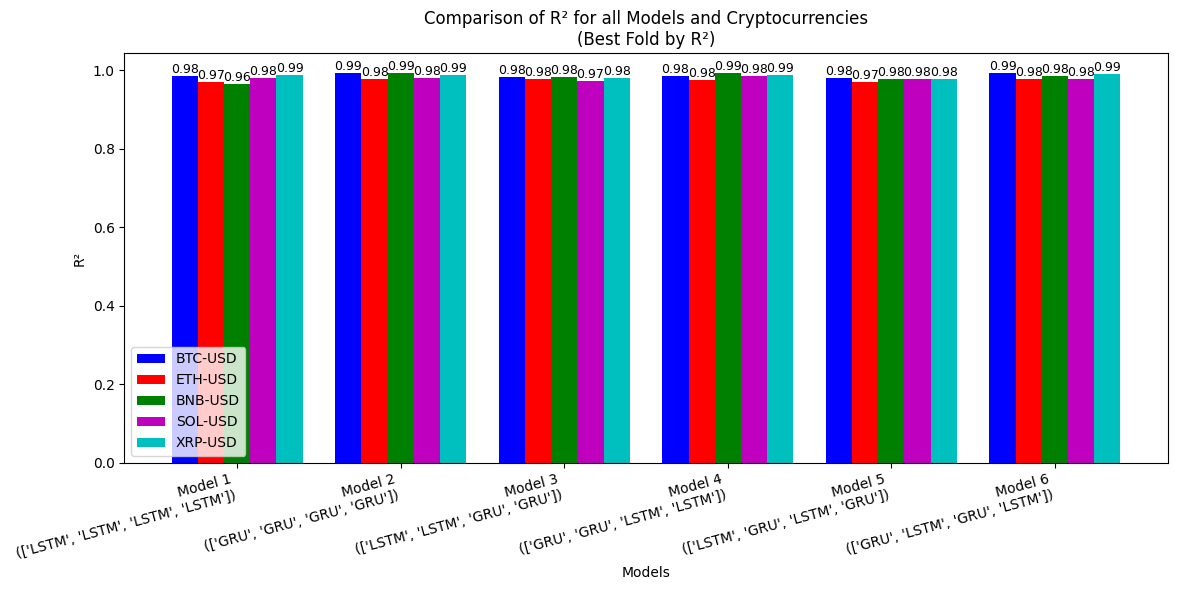 Comparison of R² for all Models and Cryptocurrencies
(Best Fold by R²)
R²
1.0
0.8
0.6
0.4
0.2
0.0
0.98 0.97 0.96 0.98 0.99
0.99 0.98 0.99 0.98 0.99
0.98 0.98 0.98 0.97 0.98
0.98 0.98 0.99 0.98 0.99
0.98 0.97 0.98 0.98 0.98
0.99 0.98 0.98 0.98 0.99
BTC-USD
ETH-USD
BNB-USD
SOL-USD
XRP-USD
Model 1
(['LSTM', 'LSTM', 'LSTM', 'LSTM'])
Model 2
(['GRU', 'GRU', 'GRU', 'GRU'])
Model 3
(['LSTM', 'LSTM', 'GRU', 'GRU'])
Model 4
(['GRU', 'GRU', 'LSTM', 'LSTM'])
Model 5
(['LSTM', 'GRU', 'LSTM', 'GRU'])
Model 6
(['GRU', 'LSTM', 'GRU', 'LSTM'])
Models